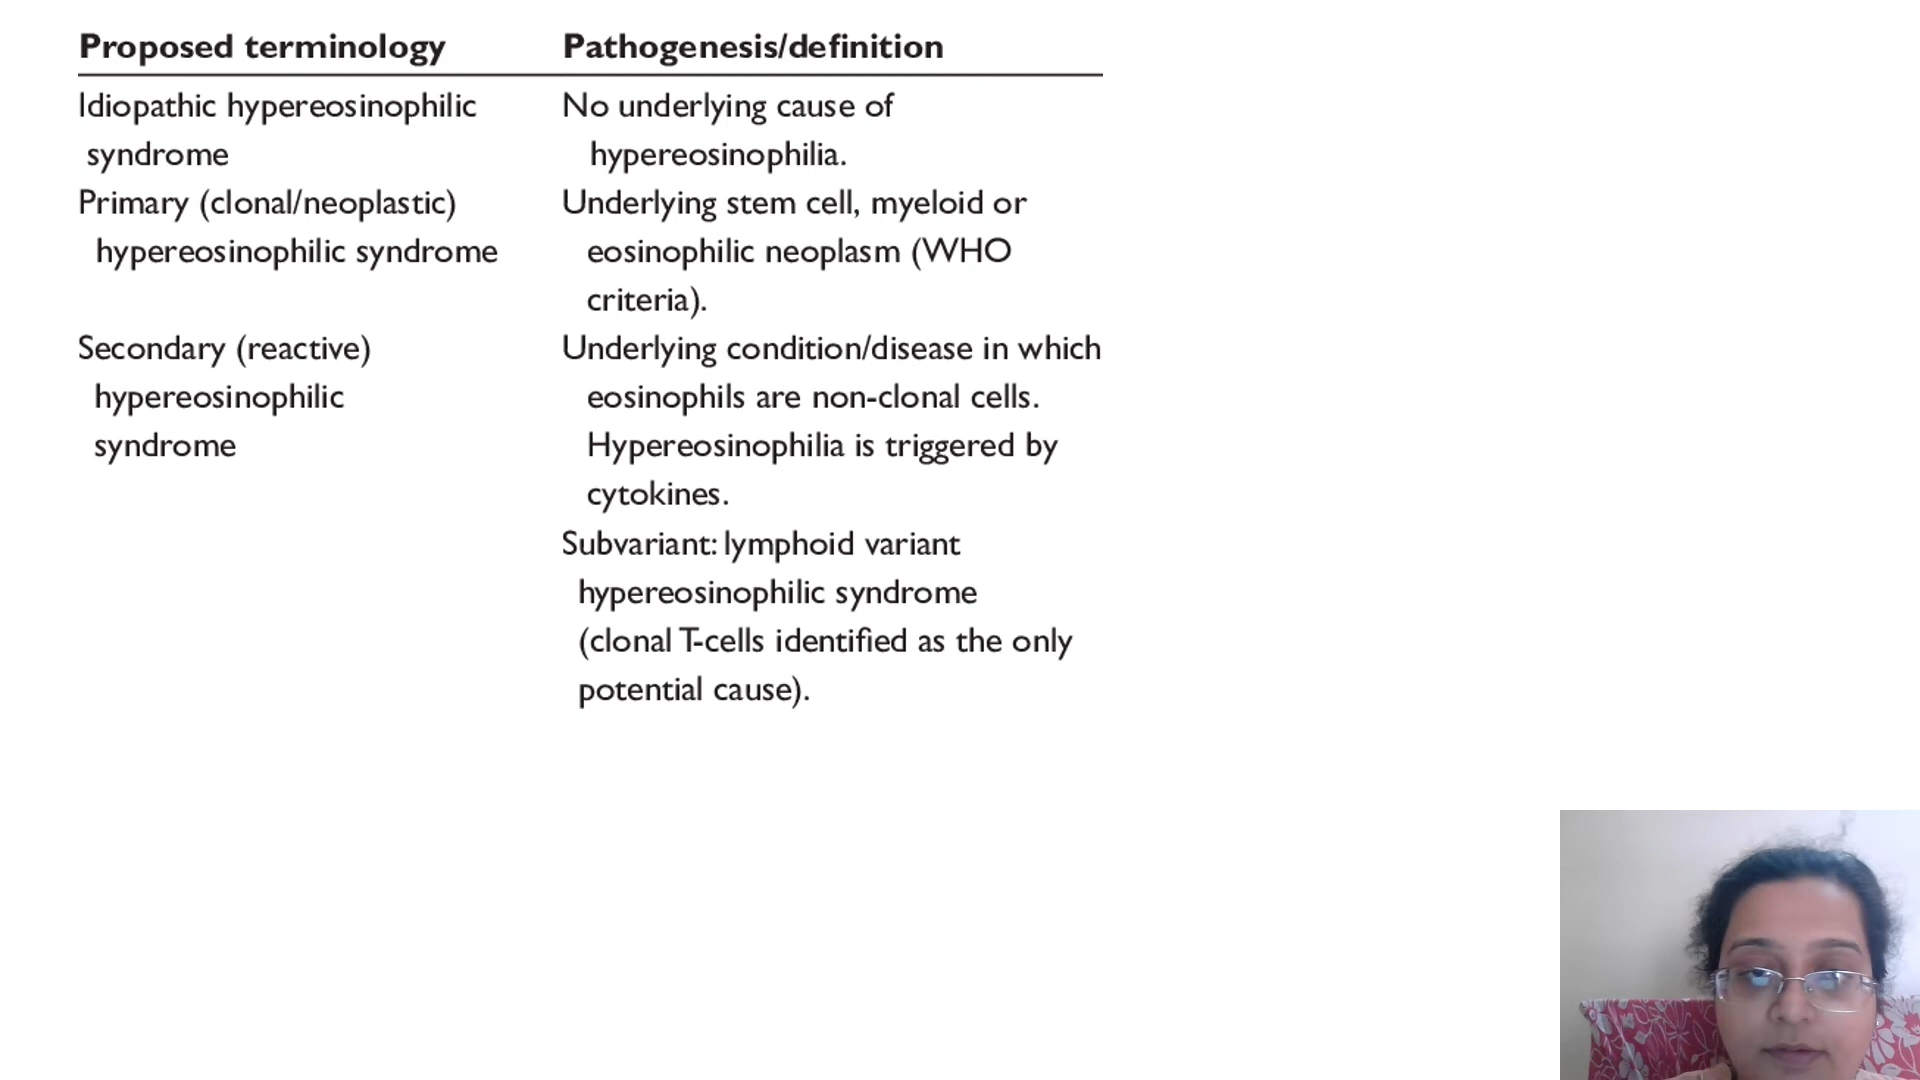 Proposed terminology
Pathogenesis/definition
Idiopathic hypereosinophilic
syndrome
No underlying cause of
hypereosinophilia.
Primary (clonal/neoplastic)
hypereosinophilic syndrome
Underlying stem cell, myeloid or
eosinophilic neoplasm (WHO
criteria).
Secondary (reactive)
hypereosinophilic
syndrome
Underlying condition/disease in which
eosinophils are non-clonal cells.
Hypereosinophilia is triggered by
cytokines.
Subvariant: lymphoid variant
hypereosinophilic syndrome
(clonal T-cells identified as the only
potential cause).